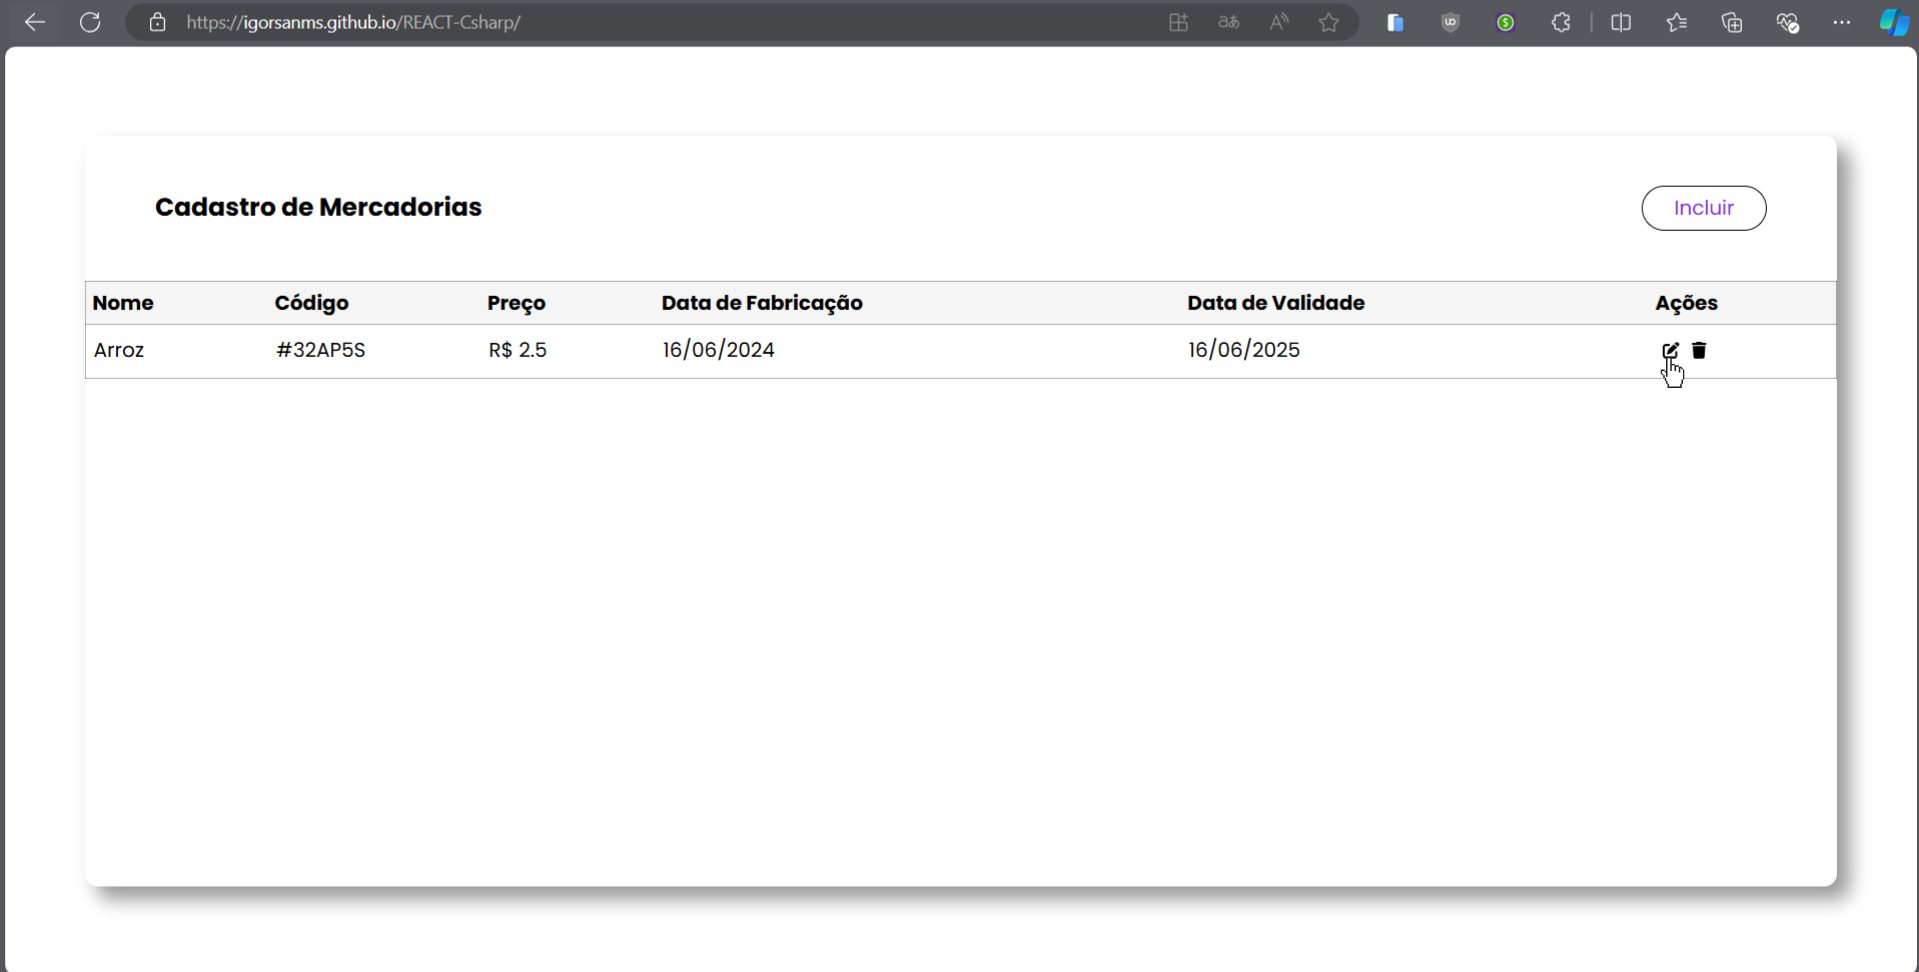 https://igorsanms.github.io/REACT-Csharp/
Cadastro de Mercadorias
Incluir
Nome Código Preço Data de Fabricação Data de Validade Ações
Arroz #32AP5S R$ 2.5 16/06/2024 16/06/2025